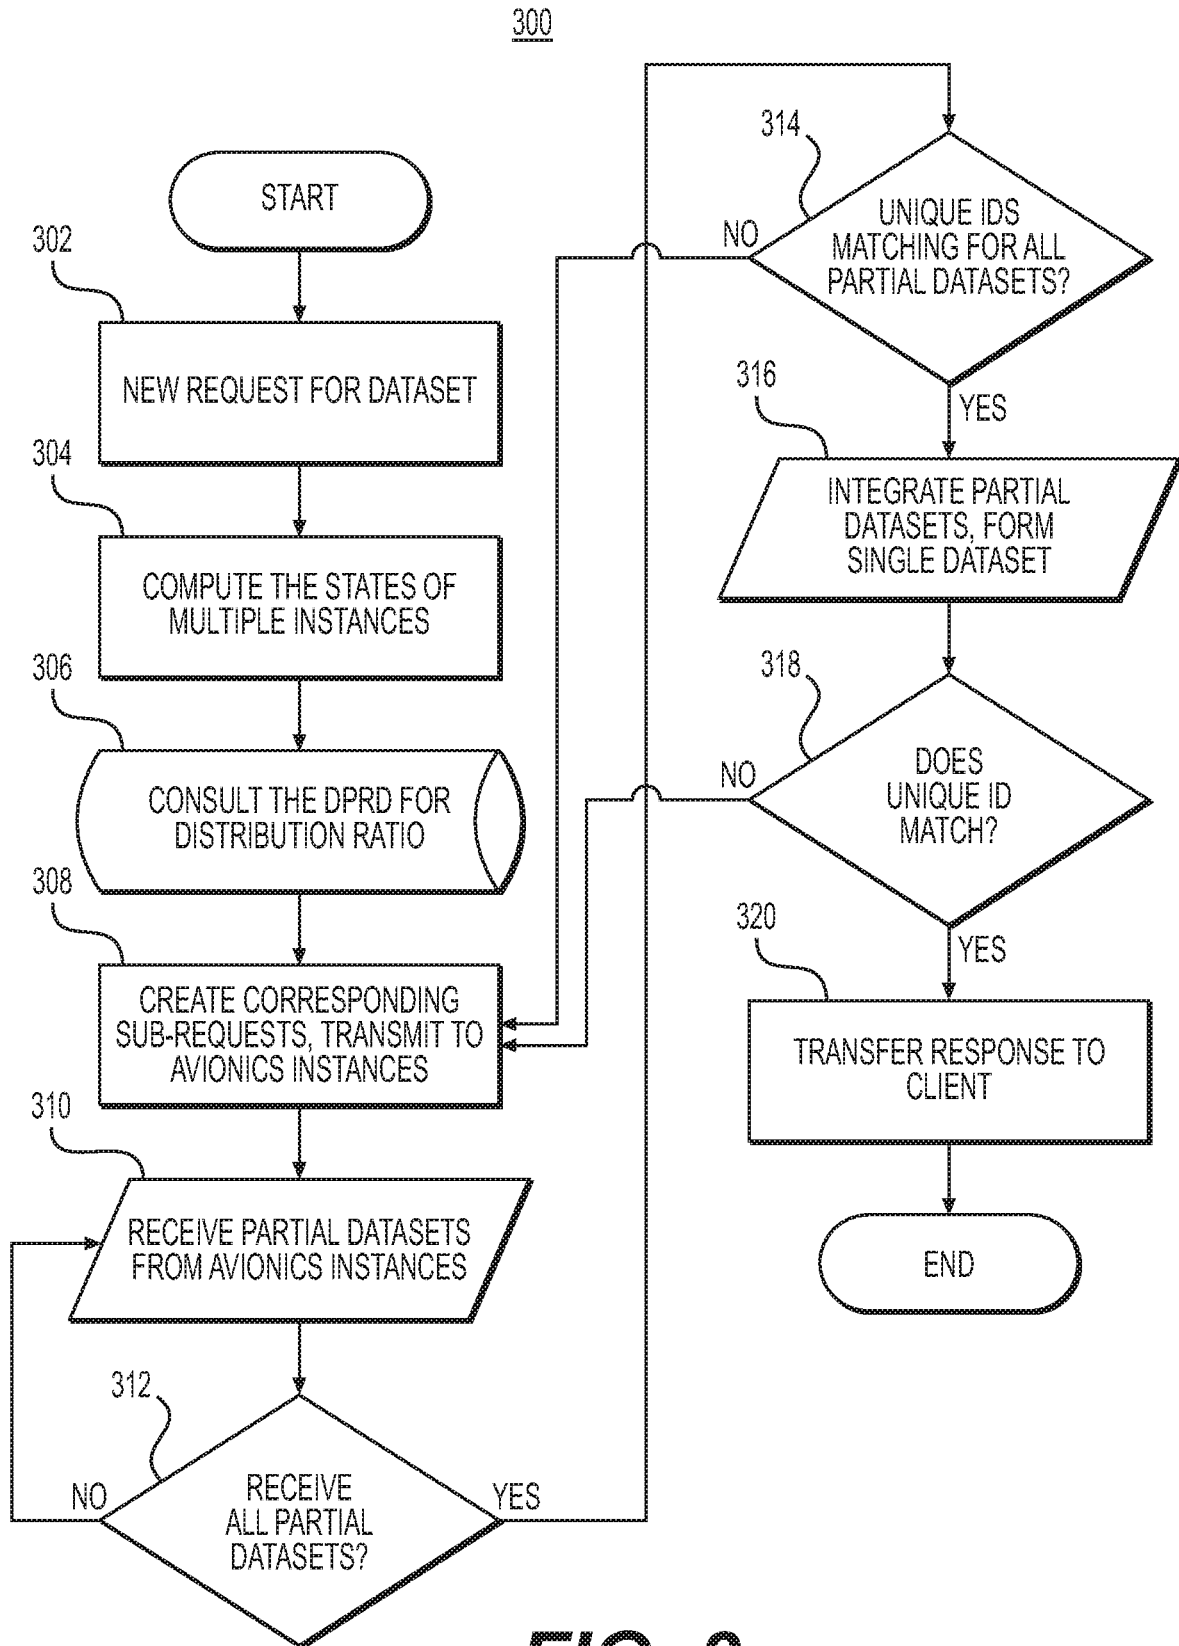 300
START
302
NEW REQUEST FOR DATASET
304
COMPUTE THE STATES OF
MULTIPLE INSTANCES
306
CONSULT THE DPRD FOR
DISTRIBUTION RATIO
308
CREATE CORRESPONDING
SUB-REQUESTS, TRANSMIT TO
AVIONICS INSTANCES
310
RECEIVE PARTIAL DATASETS
FROM AVIONICS INSTANCES
312
RECEIVE
ALL PARTIAL
DATASETS?
NO
YES
314
UNIQUE IDS
MATCHING FOR ALL
PARTIAL DATASETS?
NO
YES
316
INTEGRATE PARTIAL
DATASETS, FORM
SINGLE DATASET
318
DOES
UNIQUE ID
MATCH?
NO
YES
320
TRANSFER RESPONSE TO
CLIENT
END
FIG.